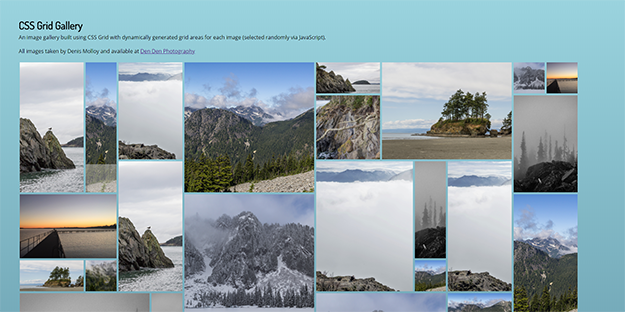 CSS Grid Gallery
An image gallery built using CSS Grid with dynamically generated grid areas for each image (selected randomly via JavaScript).
All images taken by Denis Molloy and available at Den Den Photography